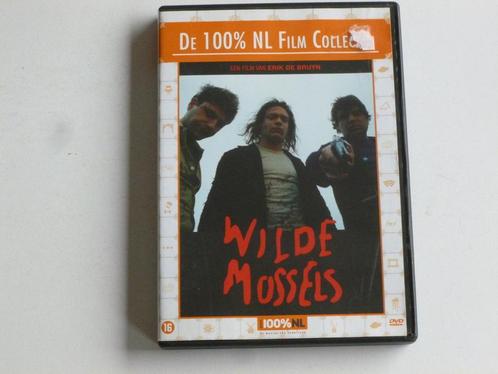 De 100% NL Film Collec
EEN FILM VAN ERIK DE BRUYN
WILDE
MOSSELS
16
100%NL
DVD